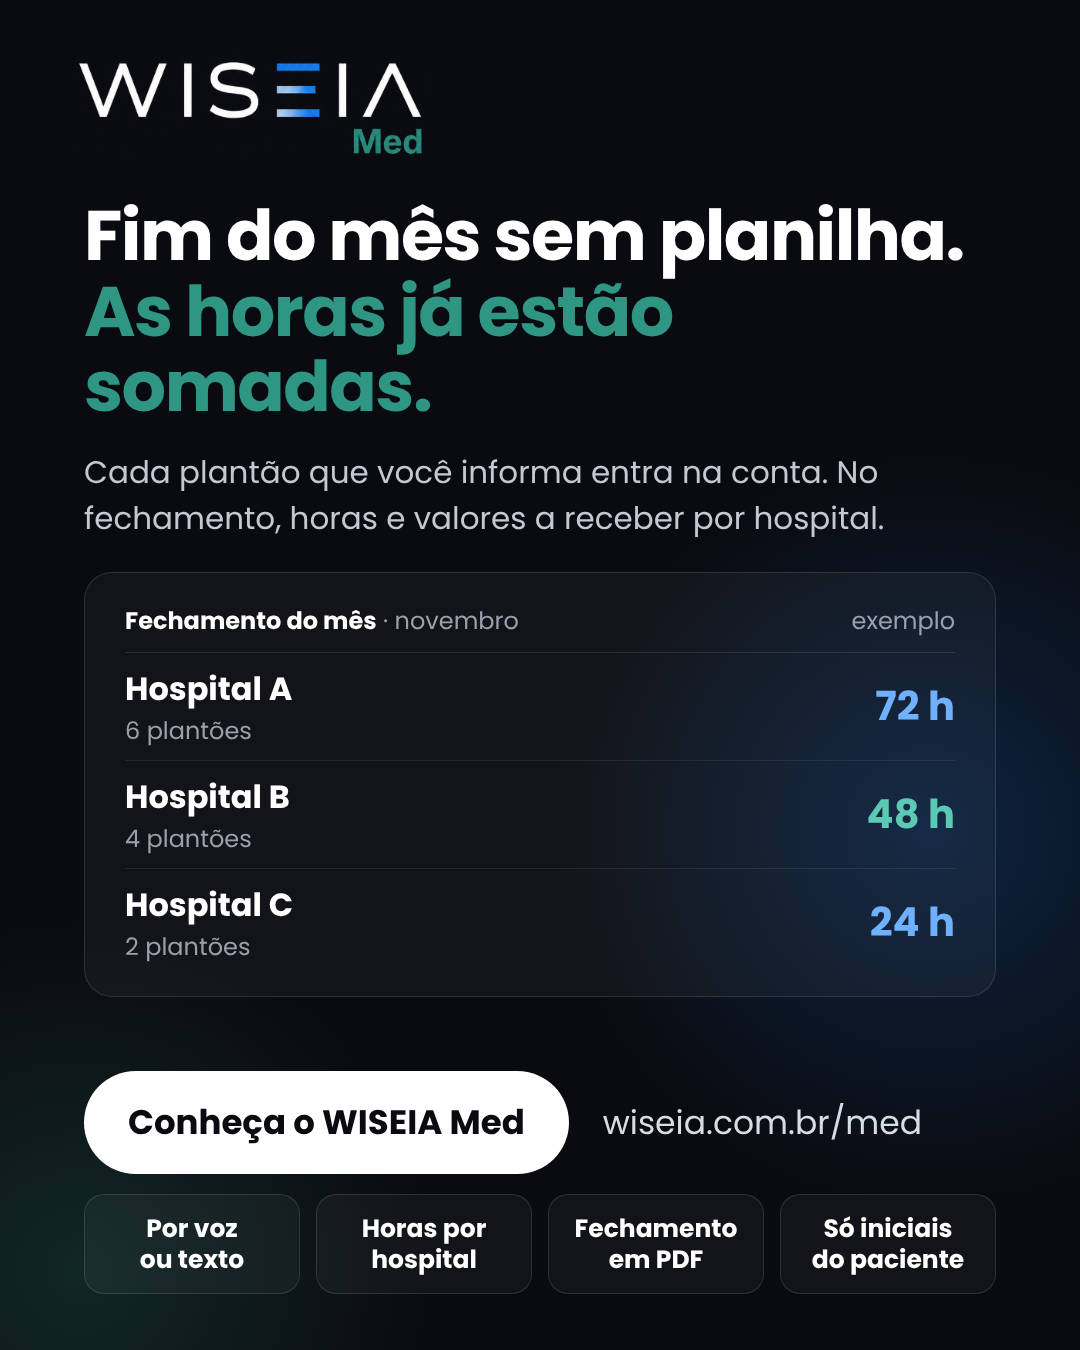 WISEIA
Med
Fim do mês sem planilha.
As horas já estão
somadas.
Cada plantão que você informa entra na conta. No
fechamento, horas e valores a receber por hospital.
Fechamento do mês · novembro
exemplo
Hospital A
6 plantões
72 h
Hospital B
4 plantões
48 h
Hospital C
2 plantões
24 h
Conheça o WISEIA Med
wiseia.com.br/med
Por voz
ou texto
Horas por
hospital
Fechamento
em PDF
Só iniciais
do paciente